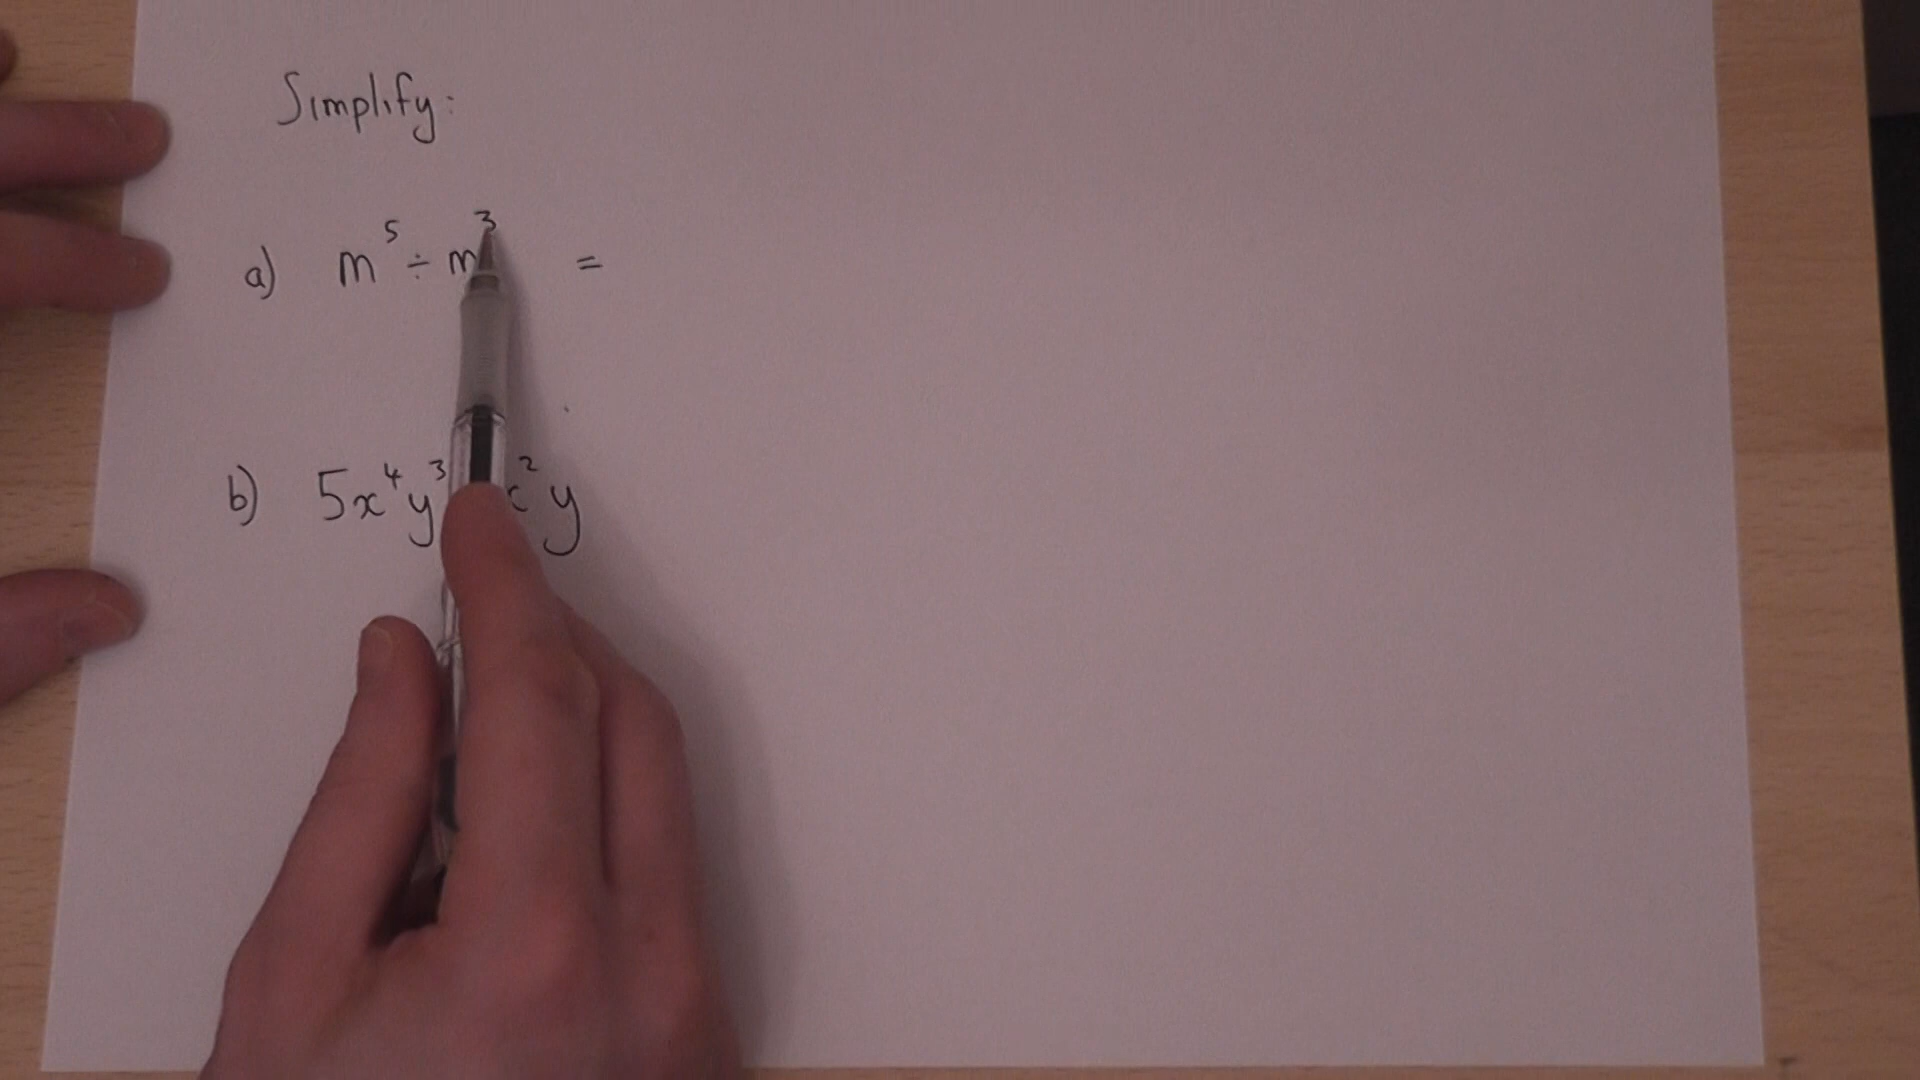 Simplify:
a) m⁵ ÷ m³ =
b) 5x⁴y³ ² y